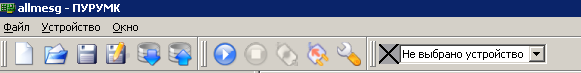 allmesg - ПУРУМК
Файл Устройство Окно
Не выбрано устройство